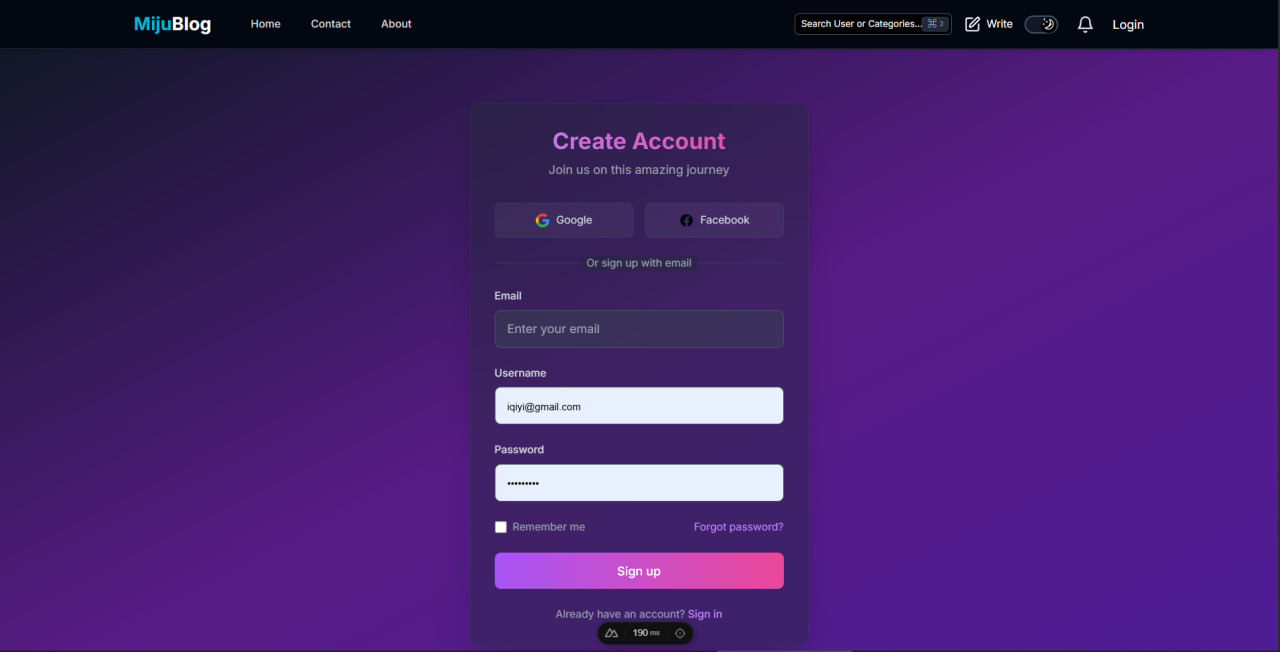 MijuBlog Home Contact About Search User or Categories... ⌘ J Write Login
Create Account
Join us on this amazing journey
Google Facebook
Or sign up with email
Email
Enter your email
Username
iqiyi@gmail.com
Password
•••••••••
Remember me Forgot password?
Sign up
Already have an account? Sign in
190 ms